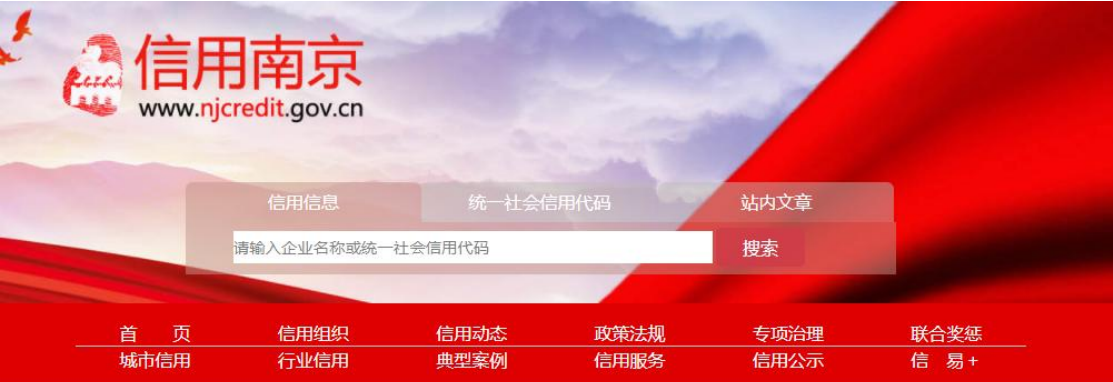 信用南京
www.njcredit.gov.cn
信用信息 统一社会信用代码 站内文章
请输入企业名称或统一社会信用代码 搜索
首 页 信用组织 信用动态 政策法规 专项治理 联合奖惩
城市信用 行业信用 典型案例 信用服务 信用公示 信 易+